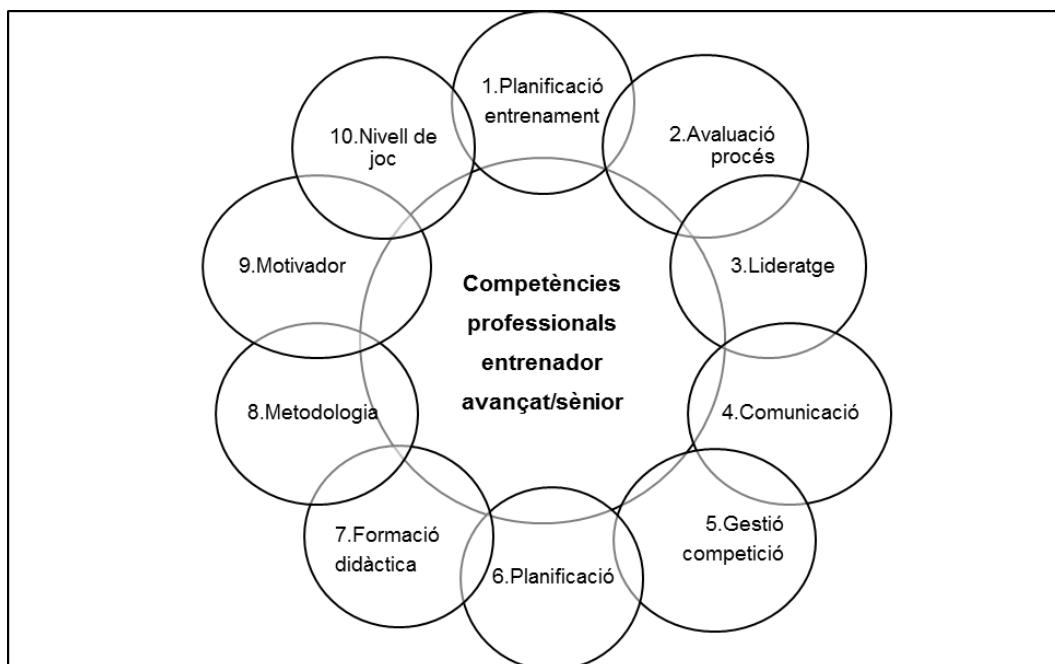 1.Planificació
entrenament
2.Avaluació
procés
3.Lideratge
4.Comunicació
5.Gestió
competició
6.Planificació
7.Formació
didàctica
8.Metodologia
9.Motivador
10.Nivell de
joc
Competències
professionals
entrenador
avançat/sènior